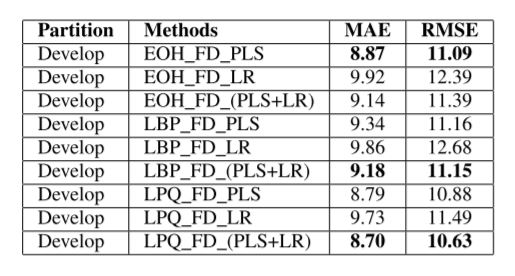 Partition Methods MAE RMSE
Develop EOH_FD_PLS 8.87 11.09
Develop EOH_FD_LR 9.92 12.39
Develop EOH_FD_(PLS+LR) 9.14 11.39
Develop LBP_FD_PLS 9.34 11.16
Develop LBP_FD_LR 9.86 12.68
Develop LBP_FD_(PLS+LR) 9.18 11.15
Develop LPQ_FD_PLS 8.79 10.88
Develop LPQ_FD_LR 9.73 11.49
Develop LPQ_FD_(PLS+LR) 8.70 10.63